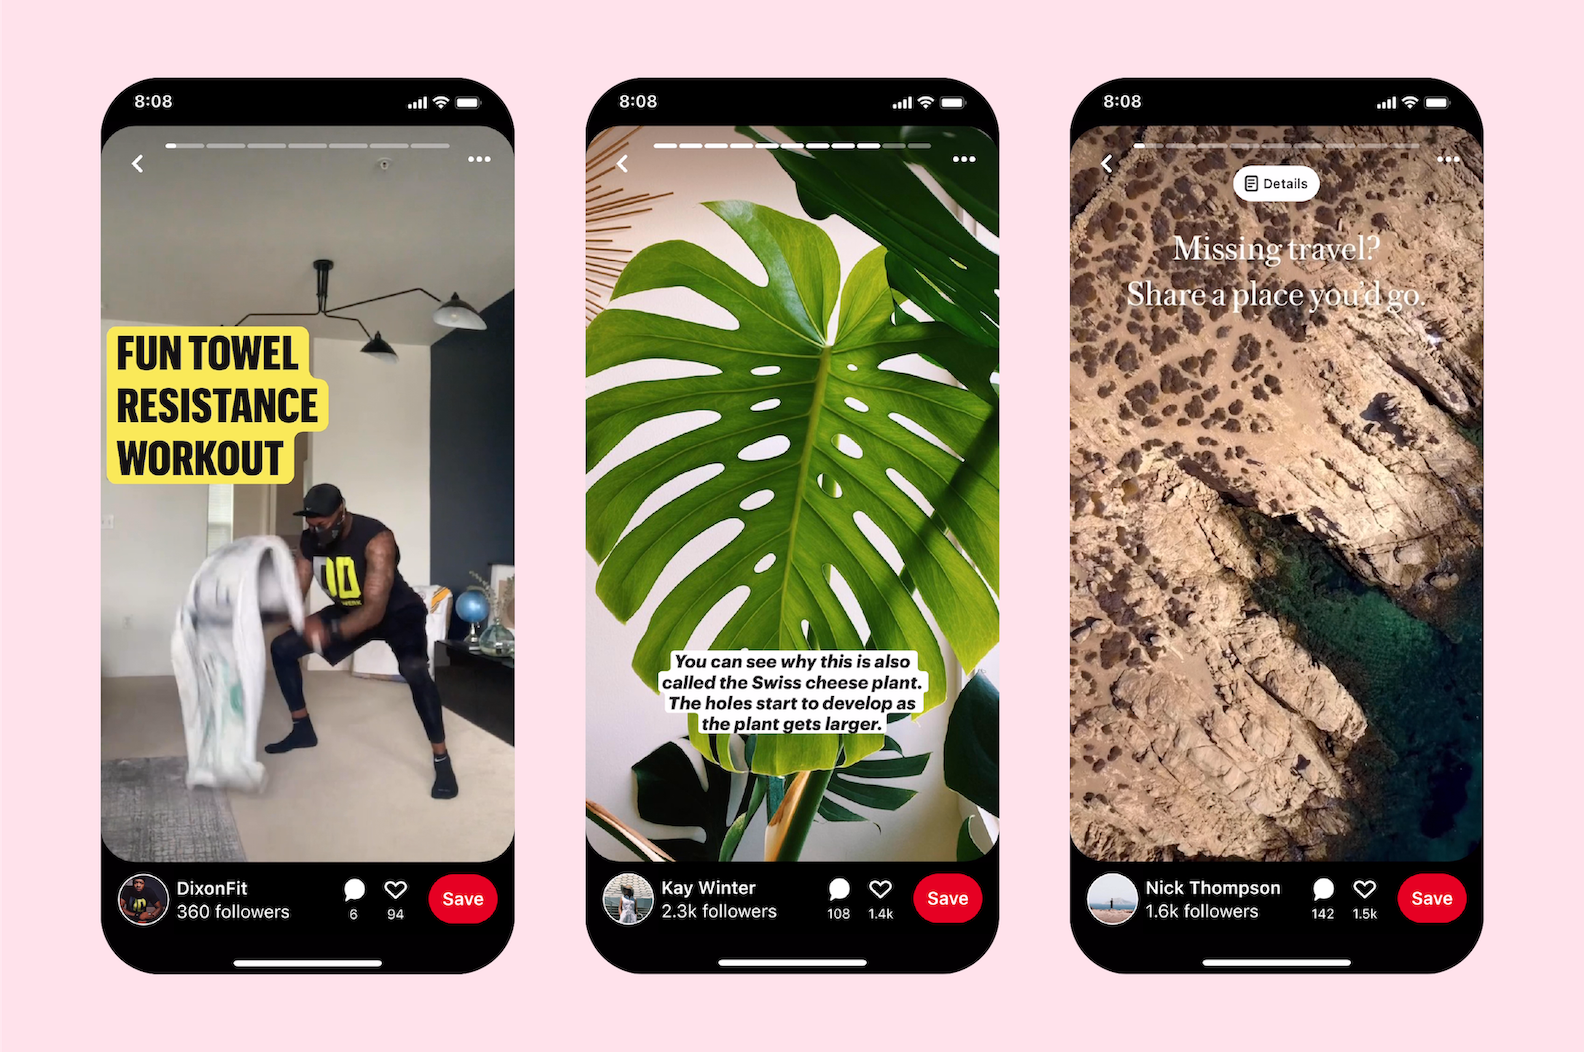 8:08
FUN TOWEL
RESISTANCE
WORKOUT
DixonFit
360 followers
6
94
Save
8:08
You can see why this is also
called the Swiss cheese plant.
The holes start to develop as
the plant gets larger.
Kay Winter
2.3k followers
108
1.4k
Save
8:08
Details
Missing travel?
Share a place you'd go.
Nick Thompson
1.6k followers
142
1.5k
Save